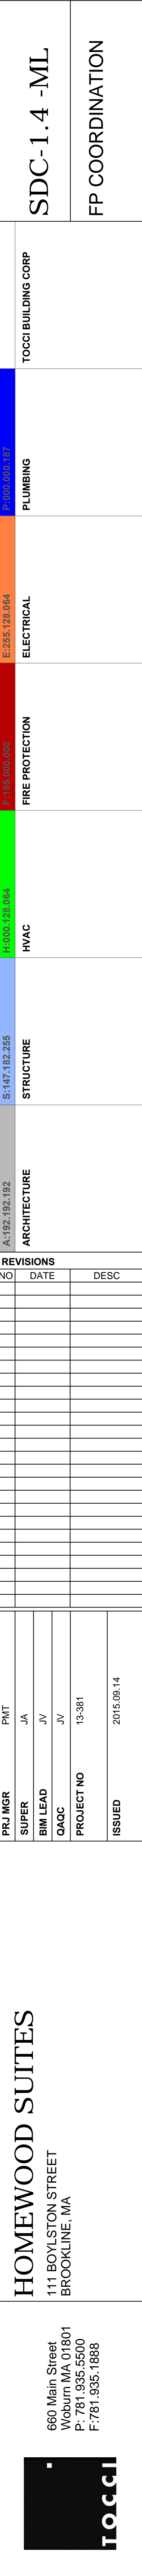 SDC-1.4 -ML
FP COORDINATION
TOCCI BUILDING CORP
P:000.000.187
PLUMBING
E:255.128.064
ELECTRICAL
F:185.000.000
FIRE PROTECTION
H:000.128.064
HVAC
S:147.182.255
STRUCTURE
A:192.192.192
ARCHITECTURE
REVISIONS
NO DATE DESC
PRJ MGR PMT
SUPER JA
BIM LEAD JV
QAQC JV
PROJECT NO 13-381
ISSUED 2015.09.14
HOMEWOOD SUITES
111 BOYLSTON STREET
BROOKLINE, MA
660 Main Street
Woburn MA 01801
P: 781.935.5500
F:781.935.1888
TOCCI